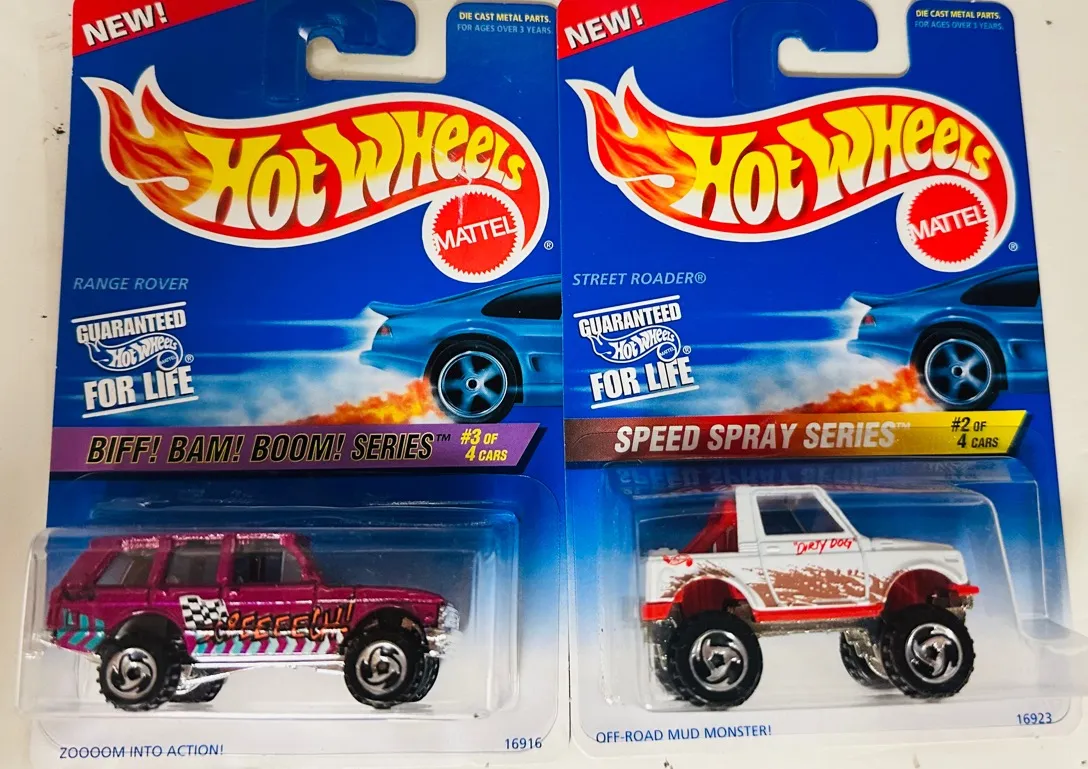 NEW!
DIE CAST METAL PARTS.
FOR AGES OVER 3 YEARS.
HOT WHEELS
MATTEL
®
RANGE ROVER
GUARANTEED
HOT WHEELS
MATTEL
®
FOR LIFE
BIFF! BAM! BOOM! SERIES™
#3 OF
4 CARS
ZOOOOM INTO ACTION!
16916
NEW!
DIE CAST METAL PARTS.
FOR AGES OVER 3 YEARS.
HOT WHEELS
MATTEL
®
STREET ROADER®
GUARANTEED
HOT WHEELS
MATTEL
®
FOR LIFE
SPEED SPRAY SERIES™
#2 OF
4 CARS
"DIRTY DOG"
OFF-ROAD MUD MONSTER!
16923